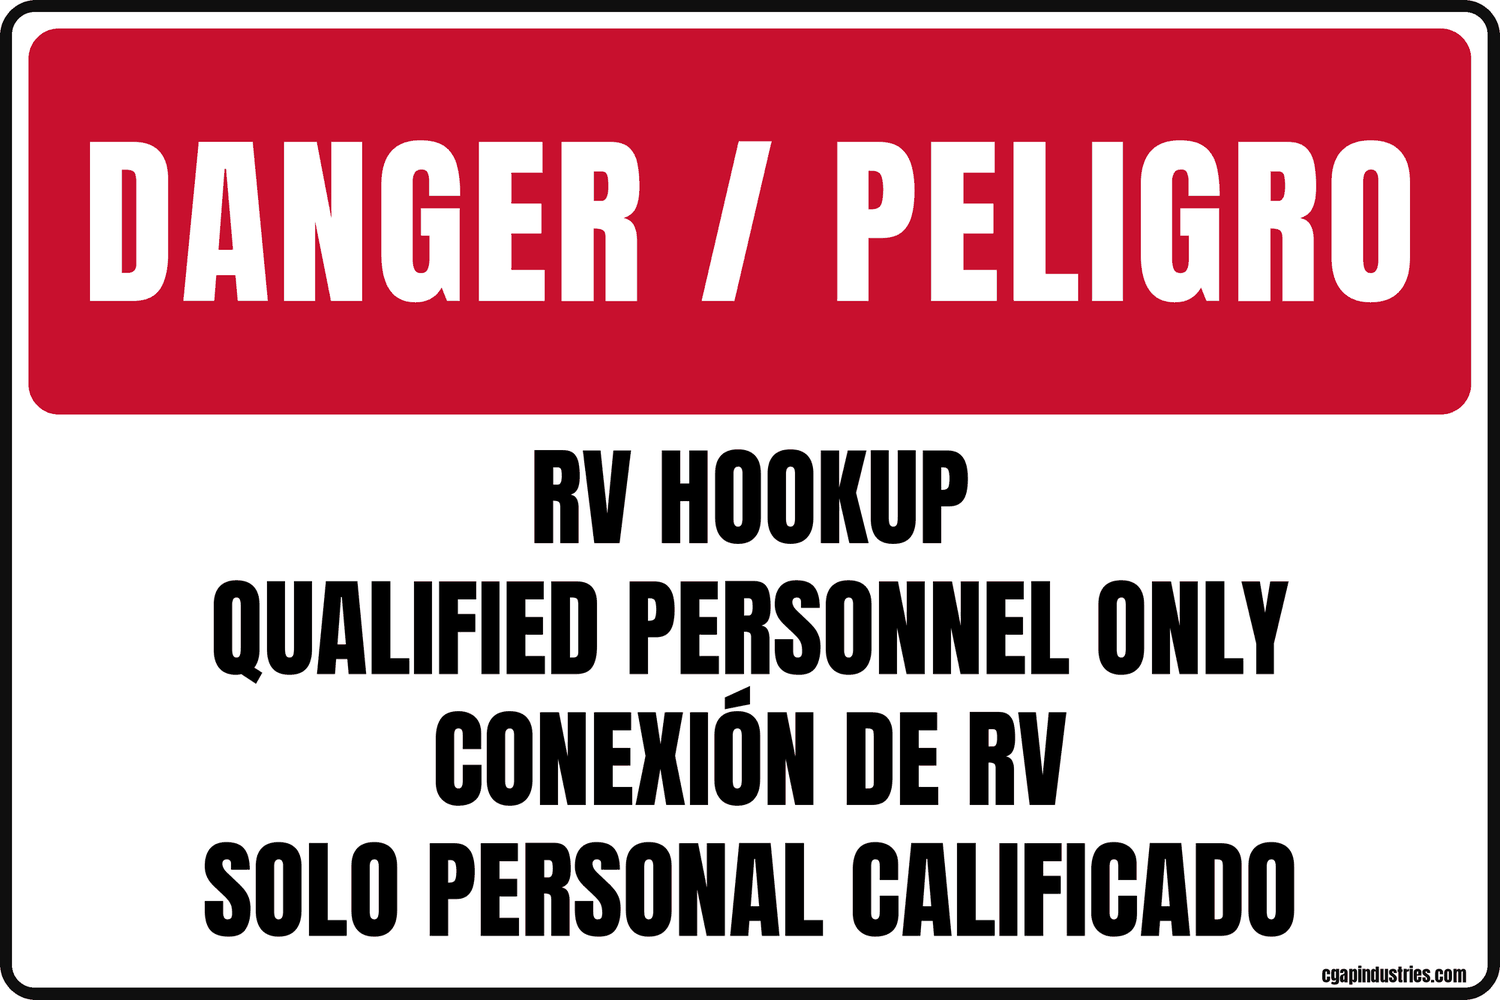 DANGER / PELIGRO
RV HOOKUP
QUALIFIED PERSONNEL ONLY
CONEXIÓN DE RV
SOLO PERSONAL CALIFICADO
cgapindustries.com